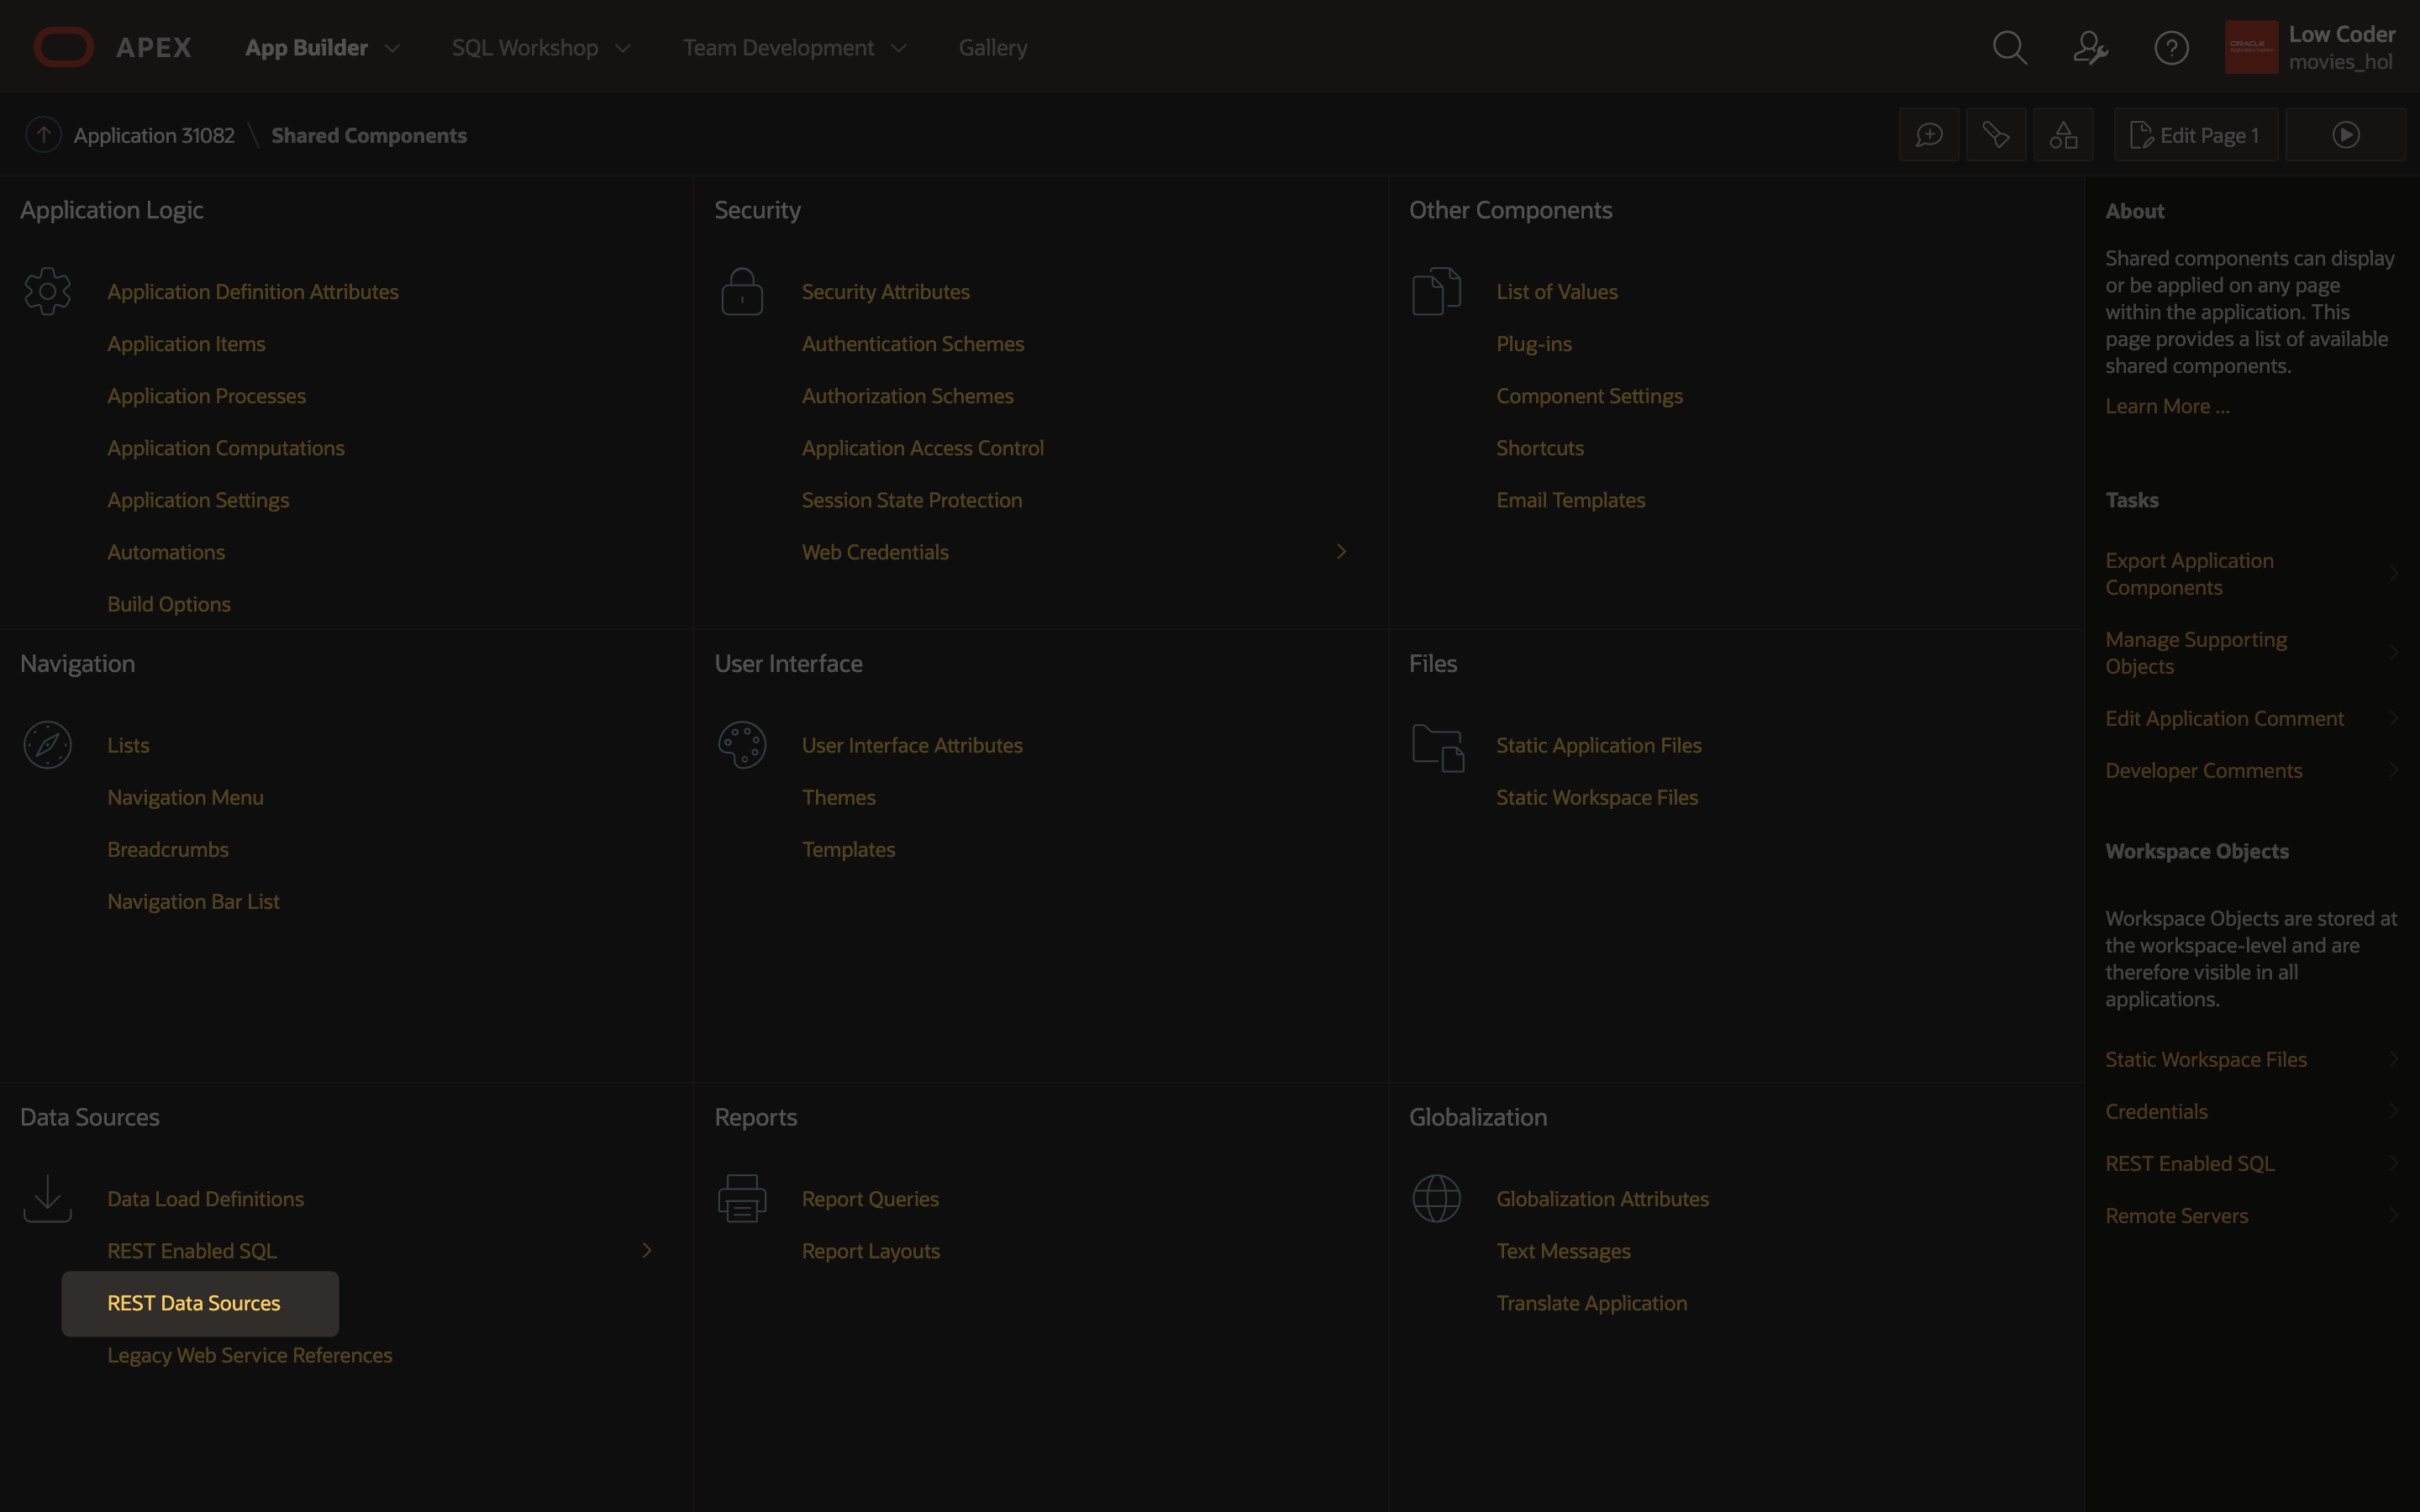 APEX App Builder SQL Workshop Team Development Gallery
Low Coder
movies_hol
Application 31082 \ Shared Components
Edit Page 1
Application Logic
Application Definition Attributes
Application Items
Application Processes
Application Computations
Application Settings
Automations
Build Options
Security
Security Attributes
Authentication Schemes
Authorization Schemes
Application Access Control
Session State Protection
Web Credentials
Other Components
List of Values
Plug-ins
Component Settings
Shortcuts
Email Templates
Navigation
Lists
Navigation Menu
Breadcrumbs
Navigation Bar List
User Interface
User Interface Attributes
Themes
Templates
Files
Static Application Files
Static Workspace Files
Data Sources
Data Load Definitions
REST Enabled SQL
REST Data Sources
Legacy Web Service References
Reports
Report Queries
Report Layouts
Globalization
Globalization Attributes
Text Messages
Translate Application
About
Shared components can display
or be applied on any page
within the application. This
page provides a list of available
shared components.
Learn More ...
Tasks
Export Application
Components
Manage Supporting
Objects
Edit Application Comment
Developer Comments
Workspace Objects
Workspace Objects are stored at
the workspace-level and are
therefore visible in all
applications.
Static Workspace Files
Credentials
REST Enabled SQL
Remote Servers